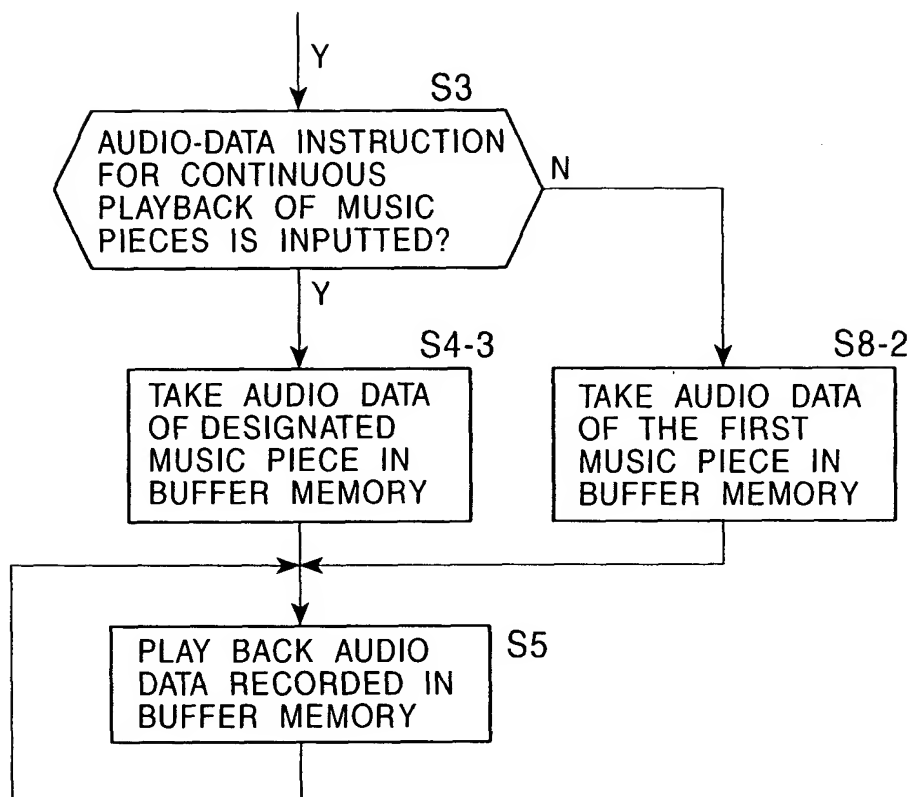 Y
S3
AUDIO-DATA INSTRUCTION
FOR CONTINUOUS
PLAYBACK OF MUSIC
PIECES IS INPUTTED?
N
Y
S4-3
TAKE AUDIO DATA
OF DESIGNATED
MUSIC PIECE IN
BUFFER MEMORY
S8-2
TAKE AUDIO DATA
OF THE FIRST
MUSIC PIECE IN
BUFFER MEMORY
PLAY BACK AUDIO
DATA RECORDED IN
BUFFER MEMORY
S5